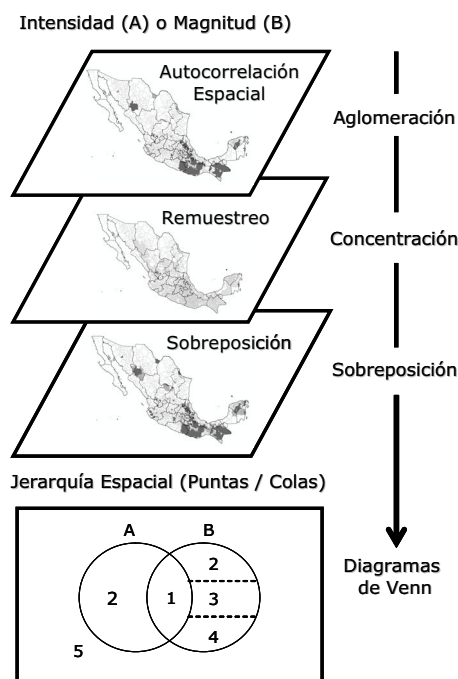 Intensidad (A) o Magnitud (B)
Autocorrelación
Espacial
Aglomeración
Remuestreo
Concentración
Sobreposición
Sobreposición
Jerarquía Espacial (Puntas / Colas)
A
B
2
2
1
3
4
5
Diagramas
de Venn